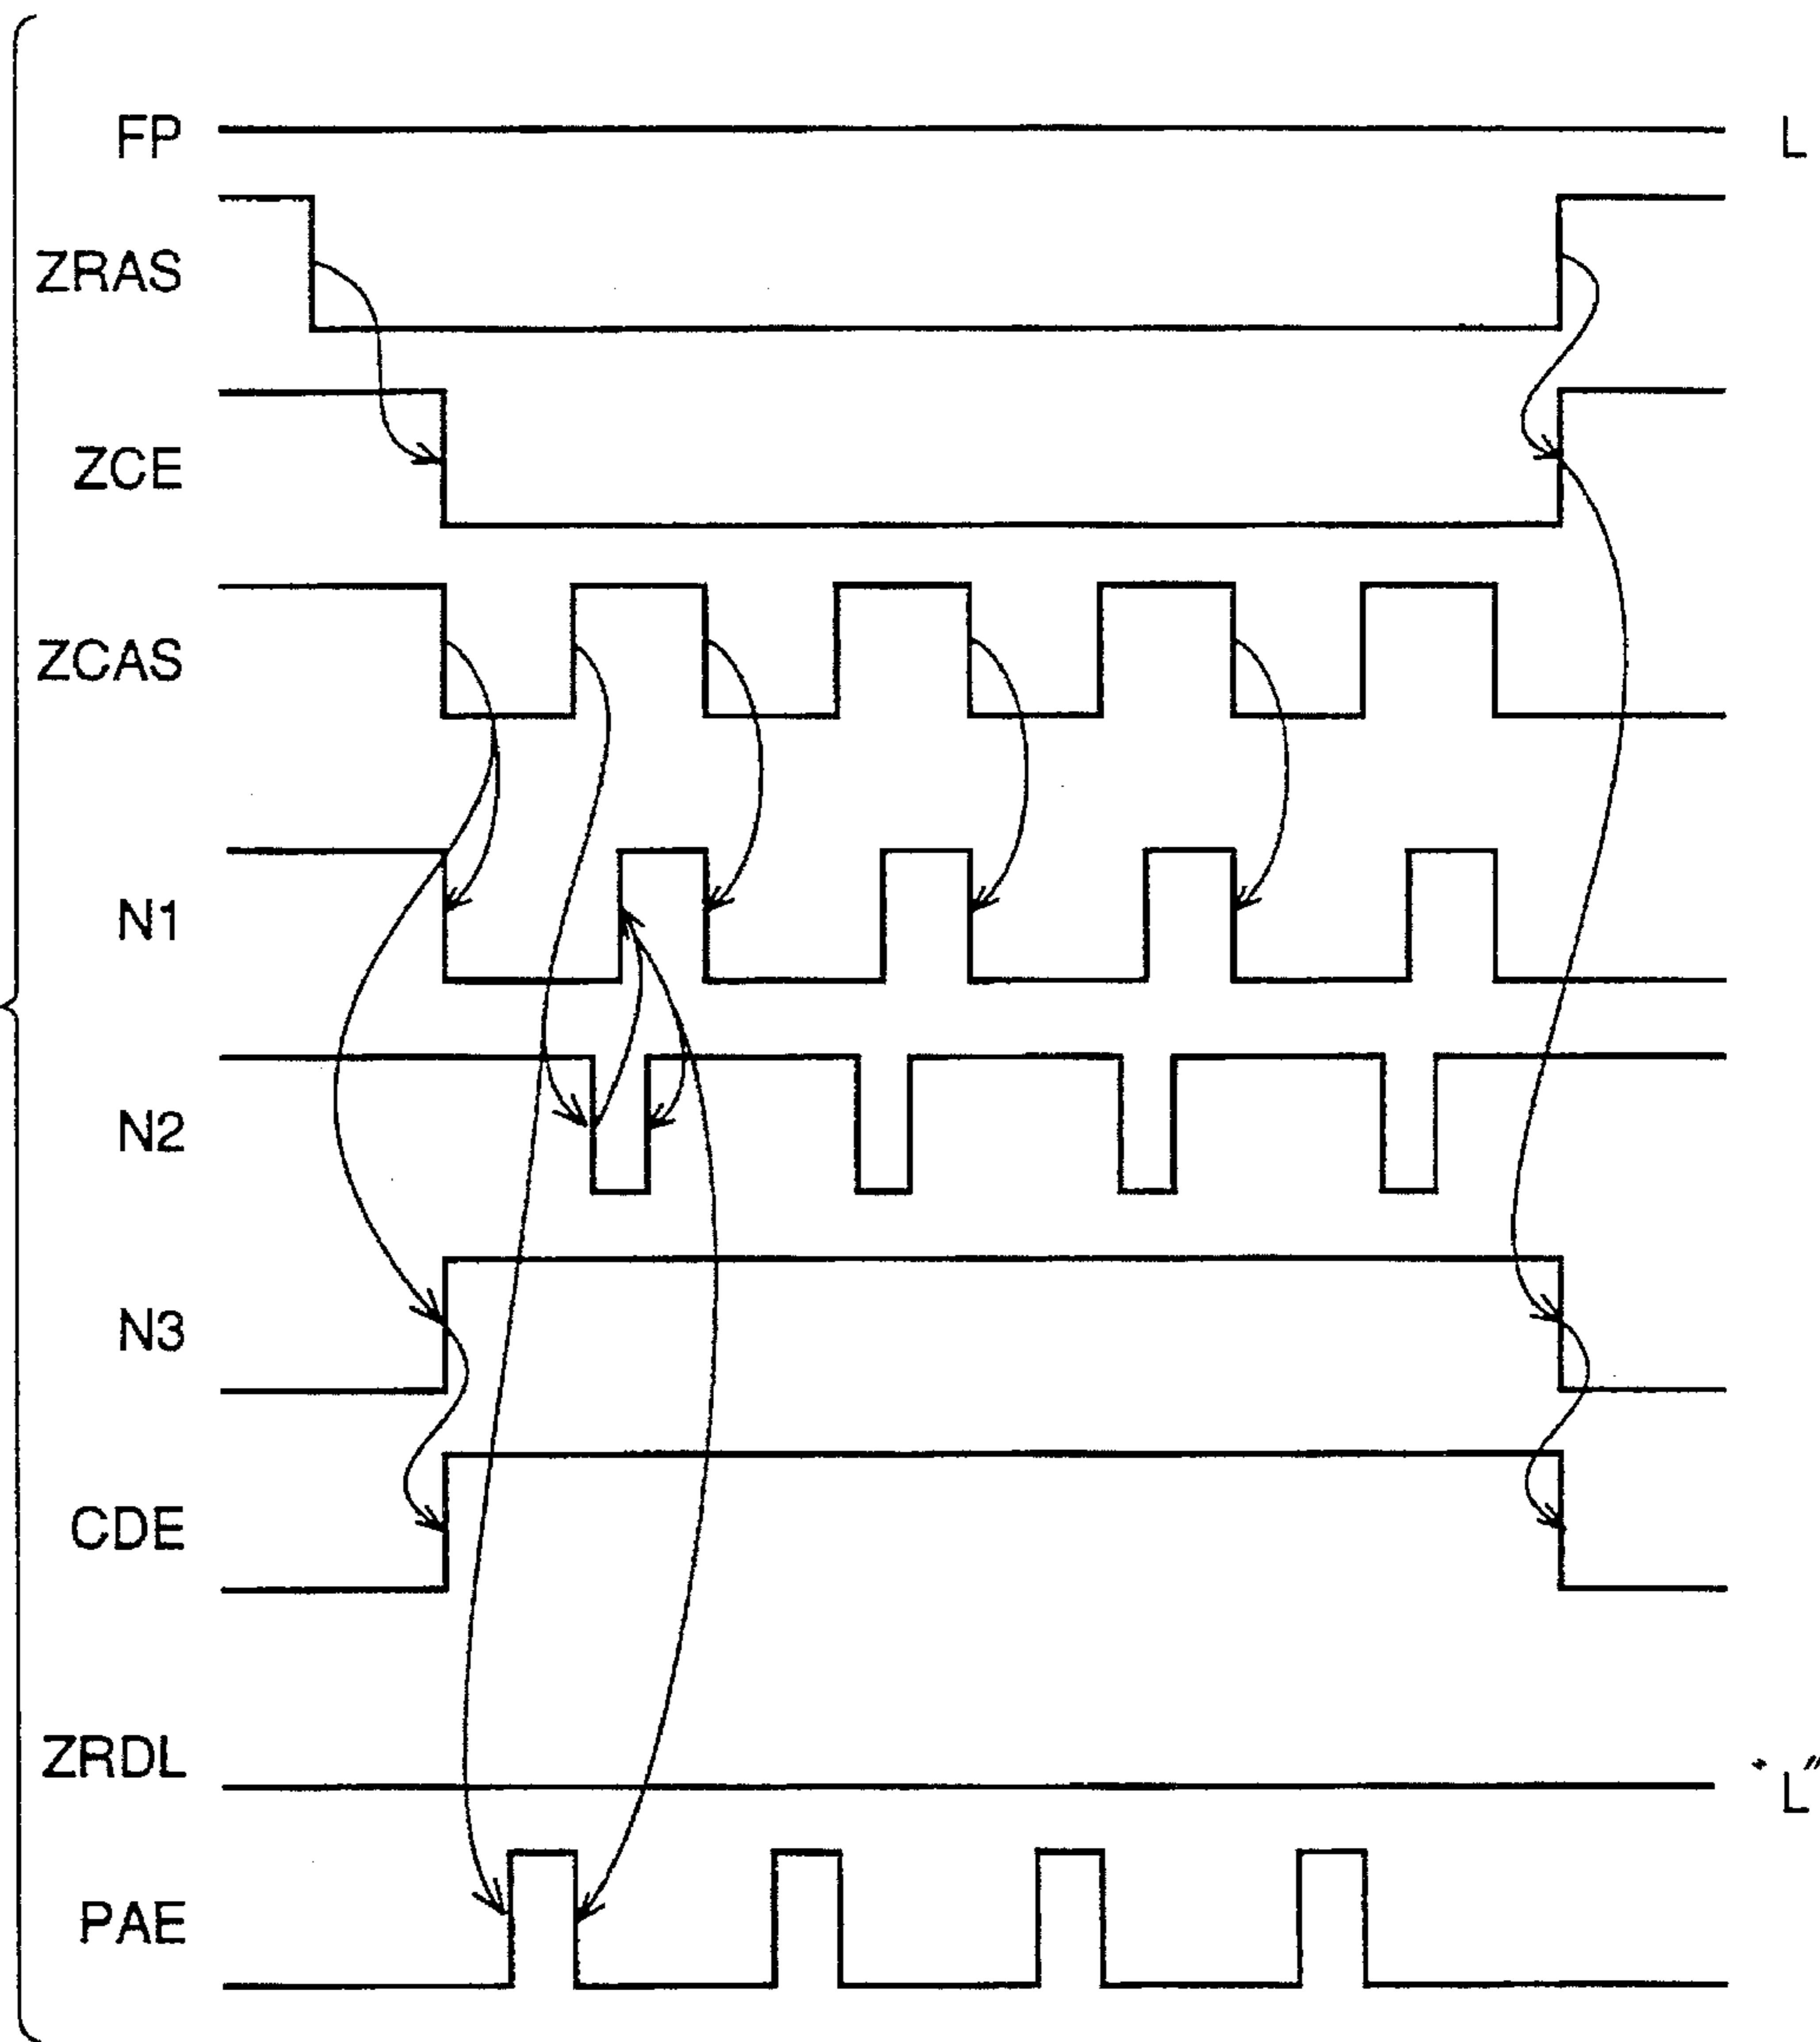 FP L
ZRAS
ZCE
ZCAS
N1
N2
N3
CDE
ZRDL "L"
PAE